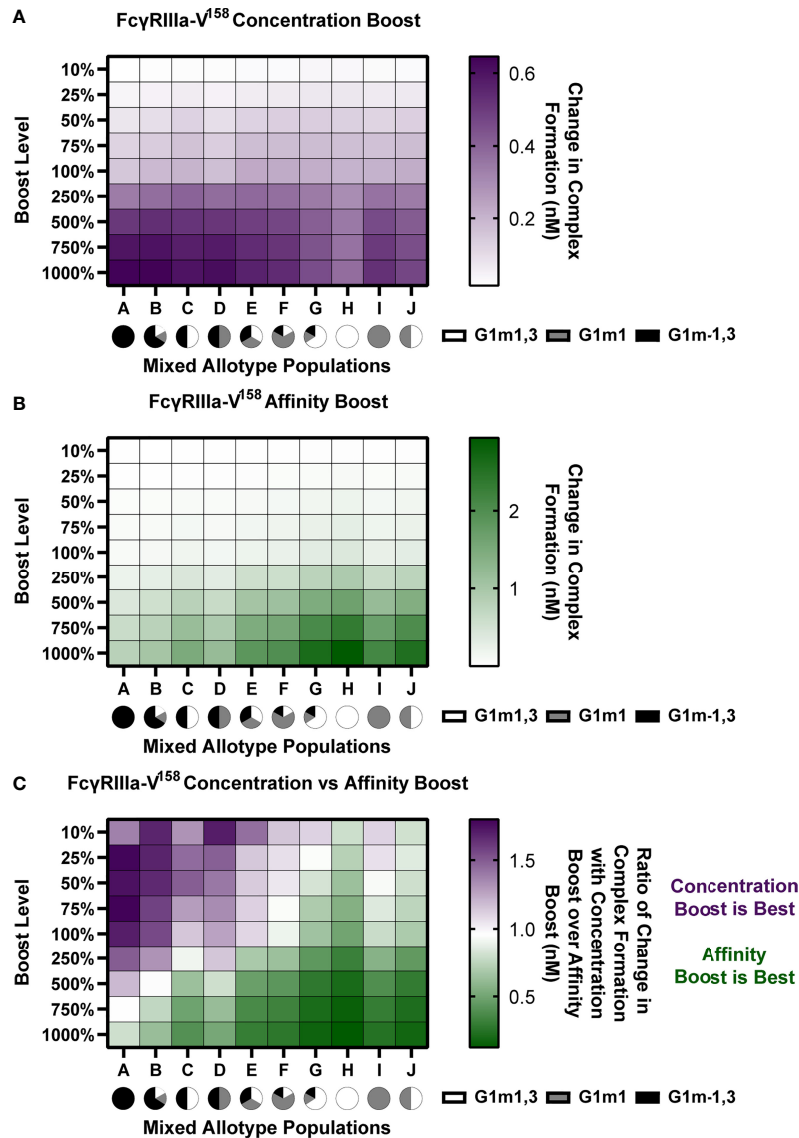 A
FcγRIIIa-V158 Concentration Boost
10%
25%
50%
75%
100%
250%
500%
750%
1000%
Boost Level
A B C D E F G H I J
Mixed Allotype Populations
0.6
0.4
0.2
Change in Complex
Formation (nM)
G1m1,3 G1m1 G1m-1,3
B
FcγRIIIa-V158 Affinity Boost
10%
25%
50%
75%
100%
250%
500%
750%
1000%
Boost Level
A B C D E F G H I J
Mixed Allotype Populations
2
1
Change in Complex
Formation (nM)
G1m1,3 G1m1 G1m-1,3
C
FcγRIIIa-V158 Concentration vs Affinity Boost
10%
25%
50%
75%
100%
250%
500%
750%
1000%
Boost Level
A B C D E F G H I J
Mixed Allotype Populations
1.5
1.0
0.5
Ratio of Change in
Complex Formation
with Concentration
Boost over Affinity
Boost (nM)
Concentration
Boost is Best
Affinity
Boost is Best
G1m1,3 G1m1 G1m-1,3